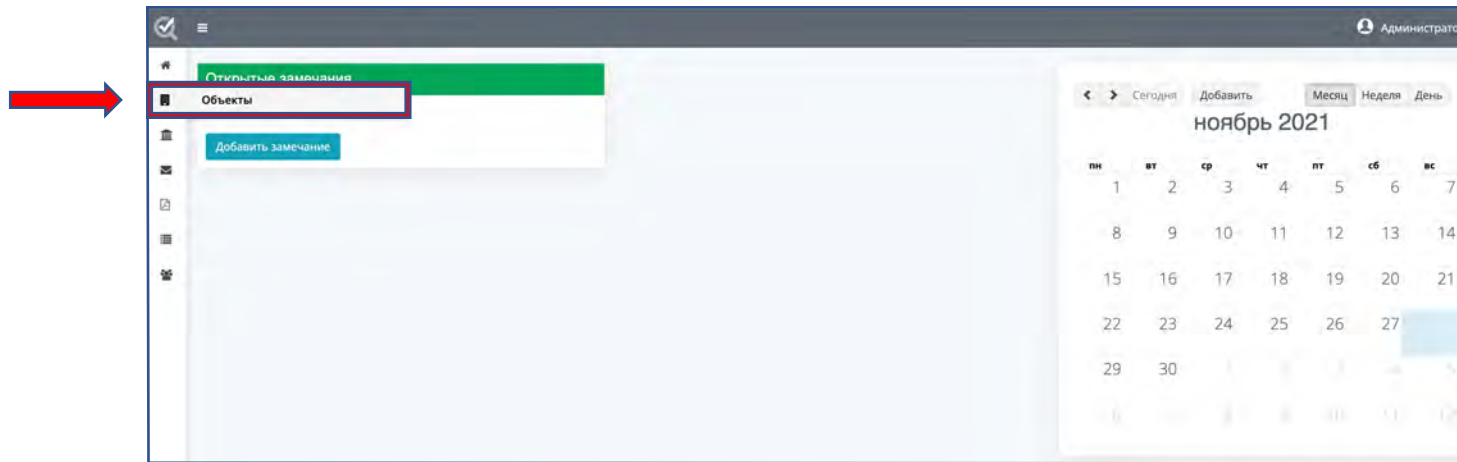 Администрато
Открытые замечания
Объекты
Добавить замечание
Сегодня Добавить Месяц Неделя День
ноябрь 2021
пн вт ср чт пт сб вс
1 2 3 4 5 6 7
8 9 10 11 12 13 14
15 16 17 18 19 20 21
22 23 24 25 26 27
29 30